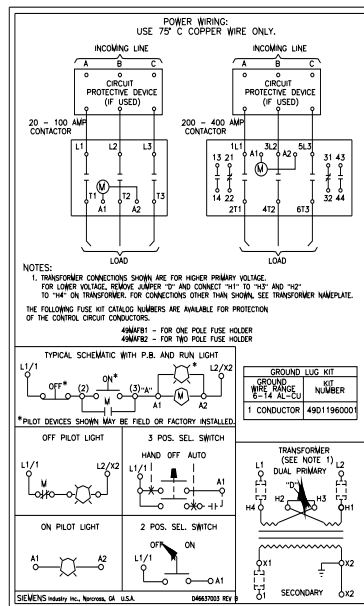 POWER WIRING:
USE 75° C COPPER WIRE ONLY.
INCOMING LINE
A B C
CIRCUIT
PROTECTIVE DEVICE
(IF USED)
20 - 100 AMP
CONTACTOR
L1 L2 L3
M
T1 T2 T3
A1 A2
LOAD
INCOMING LINE
A B C
CIRCUIT
PROTECTIVE DEVICE
(IF USED)
200 - 400 AMP
CONTACTOR
1L1 3L2 5L3
A1 A2
13 21 31 43
M
14 22 32 44
2T1 4T2 6T3
LOAD
NOTES:
1. TRANSFORMER CONNECTIONS SHOWN ARE FOR HIGHER PRIMARY VOLTAGE.
FOR LOWER VOLTAGE, REMOVE JUMPER "D" AND CONNECT "H1" TO "H3" AND "H2"
TO "H4" ON TRANSFORMER. FOR CONNECTIONS OTHER THAN SHOWN, SEE TRANSFORMER NAMEPLATE.
THE FOLLOWING FUSE KIT CATALOG NUMBERS ARE AVAILABLE FOR PROTECTION
OF THE CONTROL CIRCUIT CONDUCTORS.
49MAFB1 - FOR ONE POLE FUSE HOLDER
49MAFB2 - FOR TWO POLE FUSE HOLDER
TYPICAL SCHEMATIC WITH P.B. AND RUN LIGHT
L1/1 L2/X2
OFF* (2) ON* (3) "A" *
M A1 M A2
*PILOT DEVICES SHOWN MAY BE FIELD OR FACTORY INSTALLED.
GROUND LUG KIT
GROUND WIRE RANGE 6-14 AL-CU
KIT NUMBER
1 CONDUCTOR 49D11960001
OFF PILOT LIGHT
L1/1 L2/X2
M
3 POS. SEL. SWITCH
HAND OFF AUTO
L1/1 A1
TRANSFORMER
(SEE NOTE 1)
DUAL PRIMARY
L1 L2
"D"
H2 H3
H4 H1
X1 X2
SECONDARY
1 X2
ON PILOT LIGHT
A1 A2
2 POS. SEL. SWITCH
OFF ON
L1/1
A1
SIEMENS Industry Inc., Norcross, GA U.S.A. D46637003 REV B